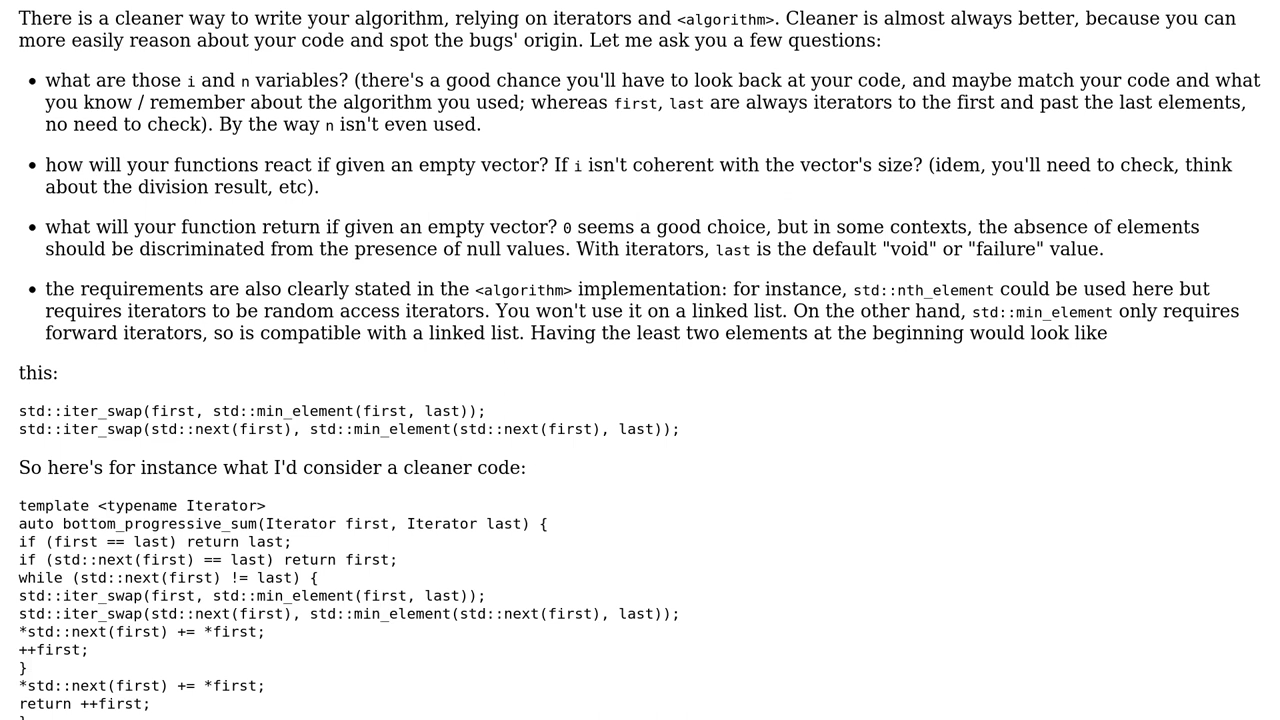 There is a cleaner way to write your algorithm, relying on iterators and <algorithm>. Cleaner is almost always better, because you can
more easily reason about your code and spot the bugs' origin. Let me ask you a few questions:
• what are those i and n variables? (there's a good chance you'll have to look back at your code, and maybe match your code and what
you know / remember about the algorithm you used; whereas first, last are always iterators to the first and past the last elements,
no need to check). By the way n isn't even used.
• how will your functions react if given an empty vector? If i isn't coherent with the vector's size? (idem, you'll need to check, think
about the division result, etc).
• what will your function return if given an empty vector? 0 seems a good choice, but in some contexts, the absence of elements
should be discriminated from the presence of null values. With iterators, last is the default "void" or "failure" value.
• the requirements are also clearly stated in the <algorithm> implementation: for instance, std::nth_element could be used here but
requires iterators to be random access iterators. You won't use it on a linked list. On the other hand, std::min_element only requires
forward iterators, so is compatible with a linked list. Having the least two elements at the beginning would look like
this:
std::iter_swap(first, std::min_element(first, last));
std::iter_swap(std::next(first), std::min_element(std::next(first), last));
So here's for instance what I'd consider a cleaner code:
template <typename Iterator>
auto bottom_progressive_sum(Iterator first, Iterator last) {
if (first == last) return last;
if (std::next(first) == last) return first;
while (std::next(first) != last) {
std::iter_swap(first, std::min_element(first, last));
std::iter_swap(std::next(first), std::min_element(std::next(first), last));
*std::next(first) += *first;
++first;
}
*std::next(first) += *first;
return ++first;
}